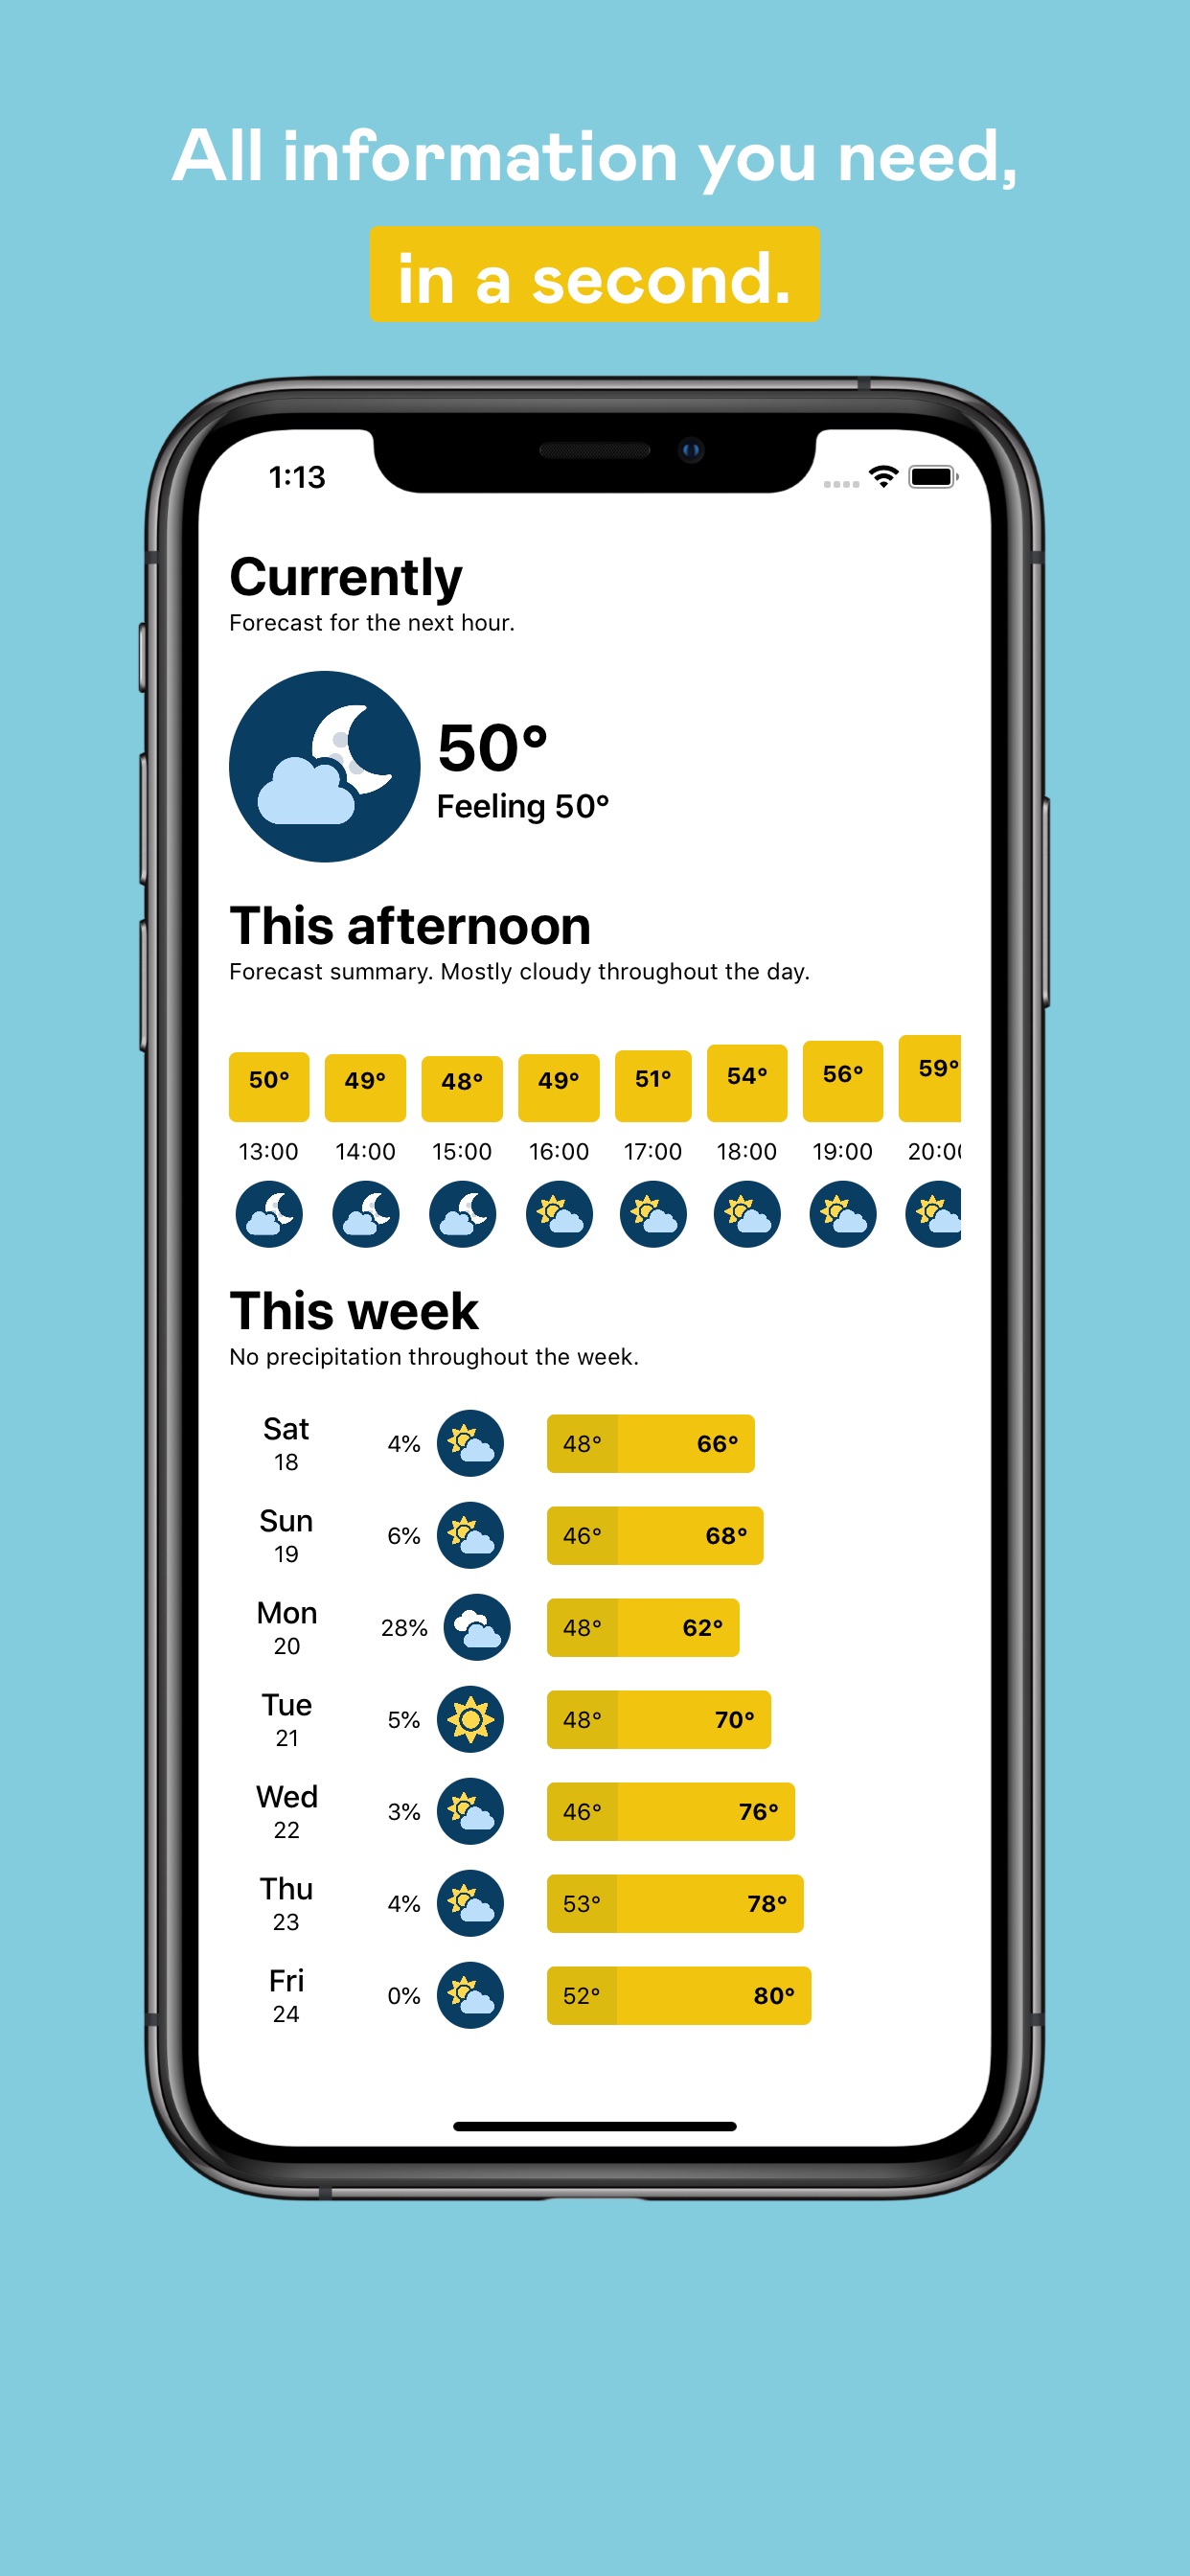 All information you need,
in a second.
1:13
Currently
Forecast for the next hour.
50°
Feeling 50°
This afternoon
Forecast summary. Mostly cloudy throughout the day.
50° 49° 48° 49° 51° 54° 56° 59°
13:00 14:00 15:00 16:00 17:00 18:00 19:00 20:00
This week
No precipitation throughout the week.
Sat
18
4% 48° 66°
Sun
19
6% 46° 68°
Mon
20
28% 48° 62°
Tue
21
5% 48° 70°
Wed
22
3% 46° 76°
Thu
23
4% 53° 78°
Fri
24
0% 52° 80°